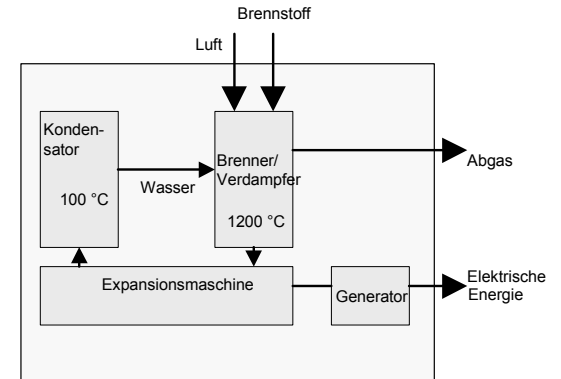 Brennstoff
Luft
Konden-
sator
100 °C
Wasser
Brenner/
Verdampfer
1200 °C
Abgas
Expansionsmaschine
Generator
Elektrische
Energie